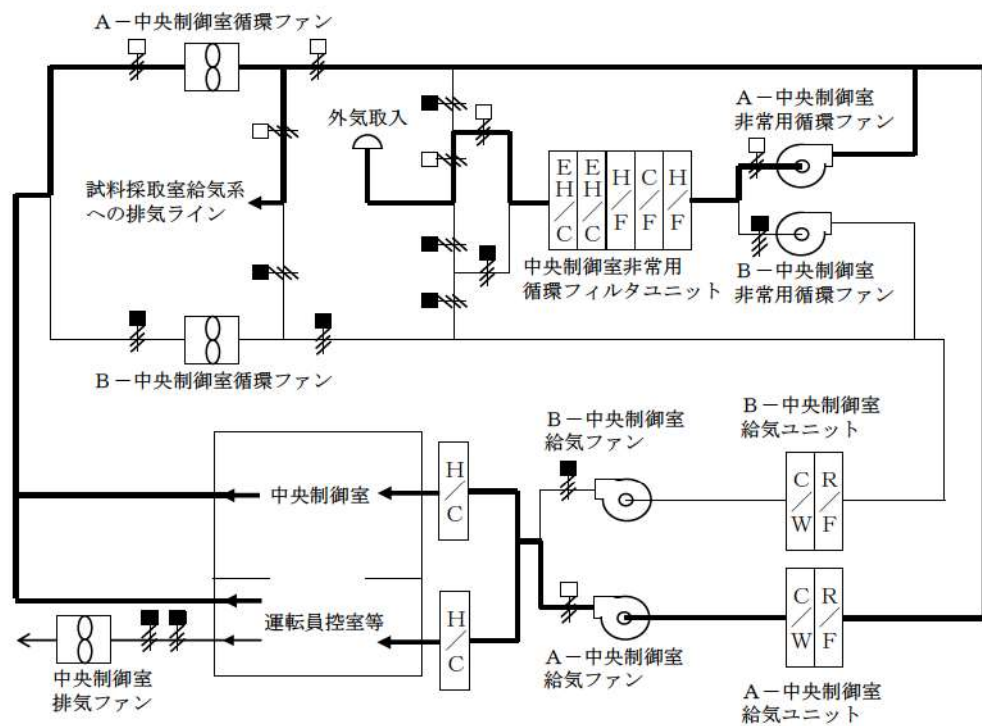 A-中央制御室循環ファン
外気取入
A-中央制御室
非常用循環ファン
試料採取室給気系
への排気ライン
EH/C
EH/C
H/F
C/F
H/F
中央制御室非常用
循環フィルタユニット
B-中央制御室
非常用循環ファン
B-中央制御室循環ファン
B-中央制御室
給気ファン
B-中央制御室
給気ユニット
中央制御室
H/C
C/W
R/F
運転員控室等
H/C
C/W
R/F
中央制御室
排気ファン
A-中央制御室
給気ファン
A-中央制御室
給気ユニット